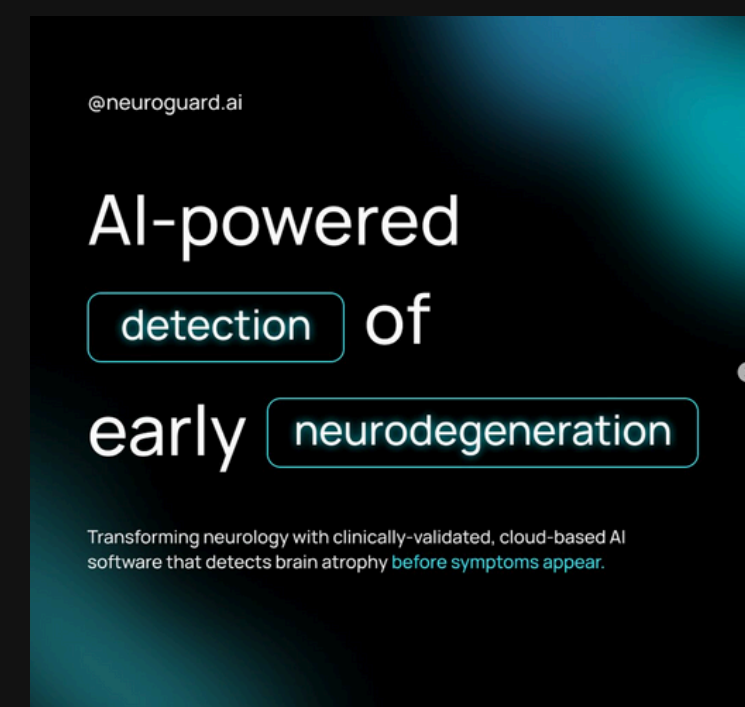 @neuroguard.ai
AI-powered
detection of
early neurodegeneration
Transforming neurology with clinically-validated, cloud-based AI
software that detects brain atrophy before symptoms appear.